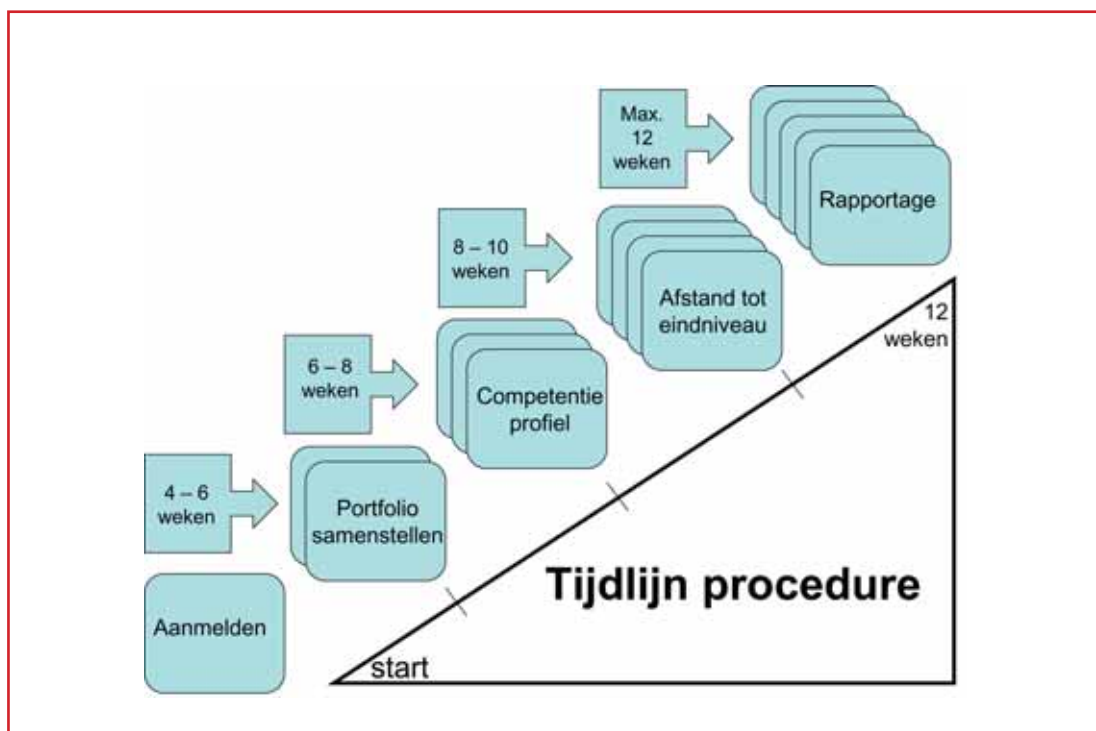 Max.
12
weken
Rapportage
8 – 10
weken
Afstand tot
eindniveau
12
weken
6 – 8
weken
Competentie
profiel
4 – 6
weken
Portfolio
samenstellen
Tijdlijn procedure
Aanmelden
start